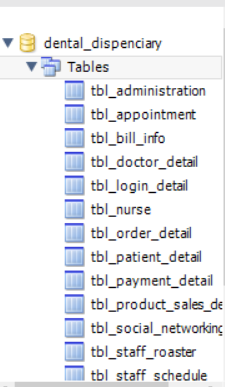 dental_dispenciary
Tables
tbl_administration
tbl_appointment
tbl_bill_info
tbl_doctor_detail
tbl_login_detail
tbl_nurse
tbl_order_detail
tbl_patient_detail
tbl_payment_detail
tbl_product_sales_de
tbl_social_networking
tbl_staff_roaster
tbl_staff_schedule